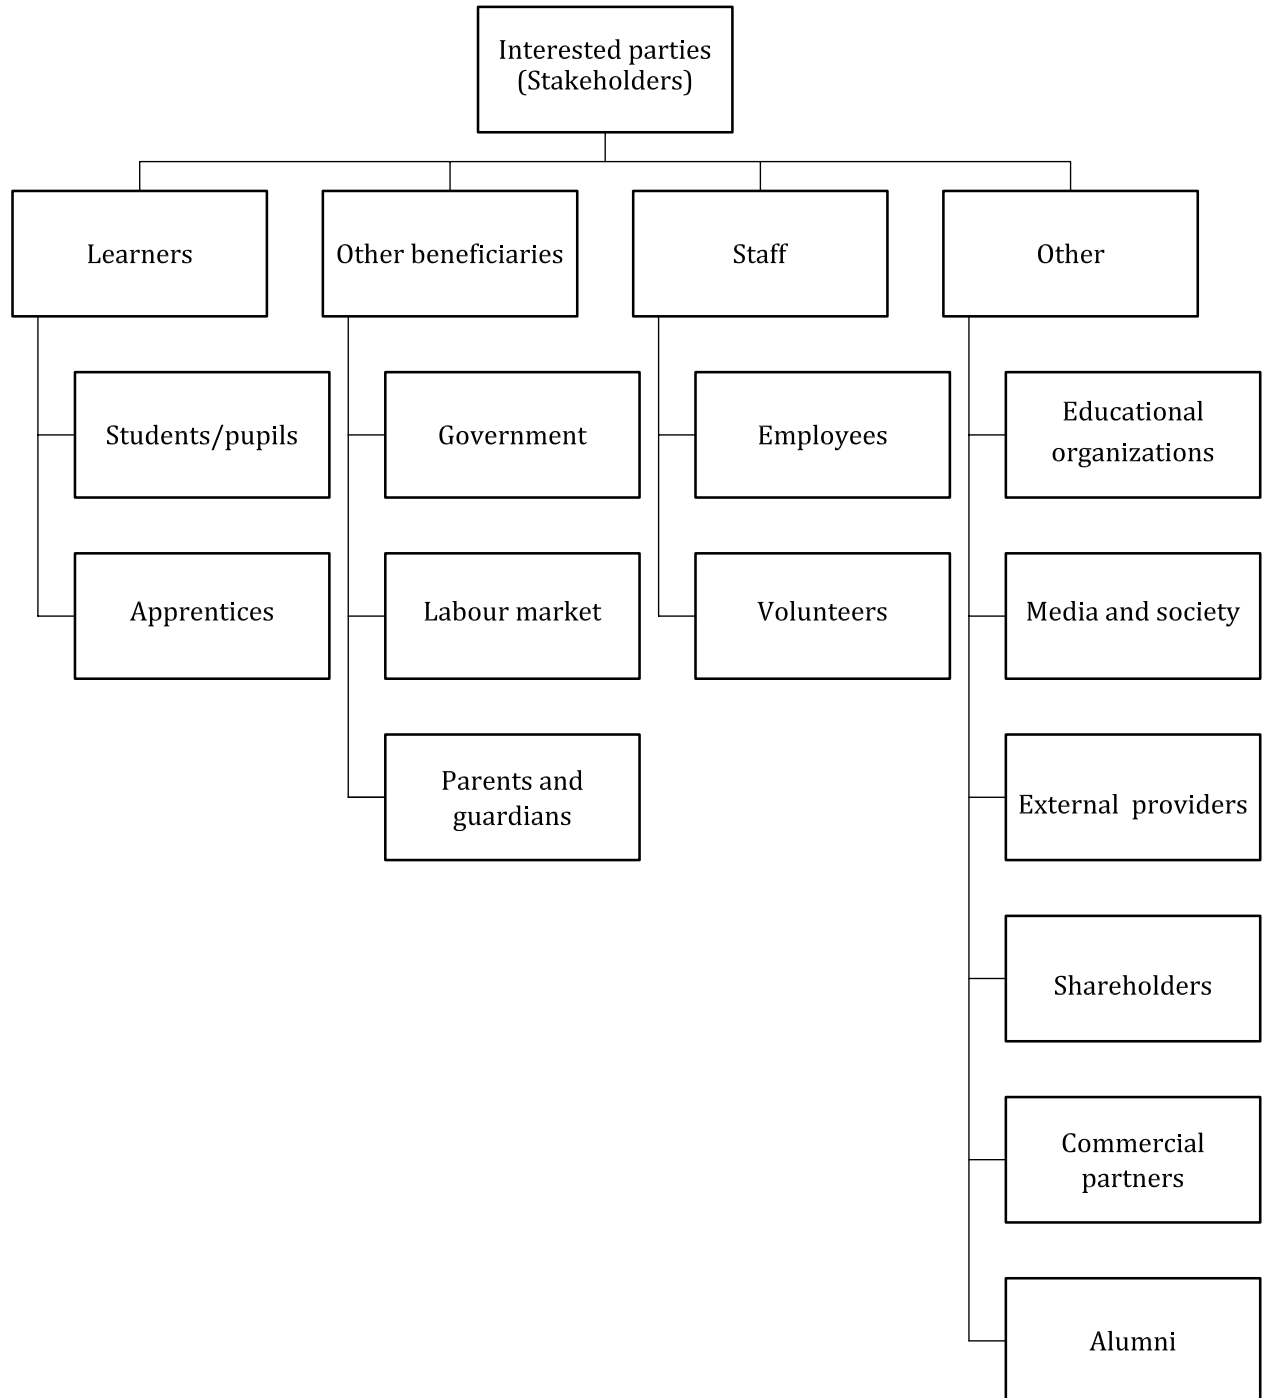 Interested parties
(Stakeholders)
Learners
Other beneficiaries
Staff
Other
Students/pupils
Government
Employees
Educational
organizations
Apprentices
Labour market
Volunteers
Media and society
Parents and
guardians
External providers
Shareholders
Commercial
partners
Alumni